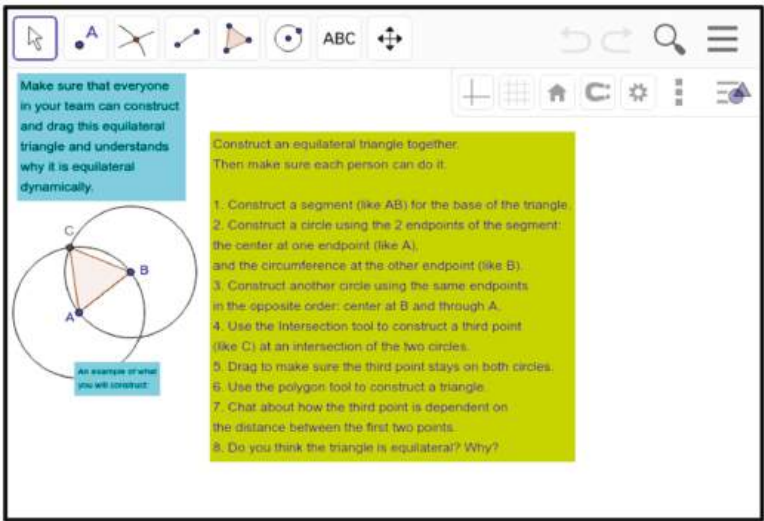 A
ABC
Make sure that everyone
in your team can construct
and drag this equilateral
triangle and understands
why it is equilateral
dynamically.
Construct an equilateral triangle together.
Then make sure each person can do it.
1. Construct a segment (like AB) for the base of the triangle.
2. Construct a circle using the 2 endpoints of the segment:
the center at one endpoint (like A),
and the circumference at the other endpoint (like B).
3. Construct another circle using the same endpoints
in the opposite order: center at B and through A.
4. Use the Intersection tool to construct a third point
(like C) at an intersection of the two circles.
5. Drag to make sure the third point stays on both circles.
6. Use the polygon tool to construct a triangle.
7. Chat about how the third point is dependent on
the distance between the first two points.
8. Do you think the triangle is equilateral? Why?
C
B
A
An example of what
you will construct: